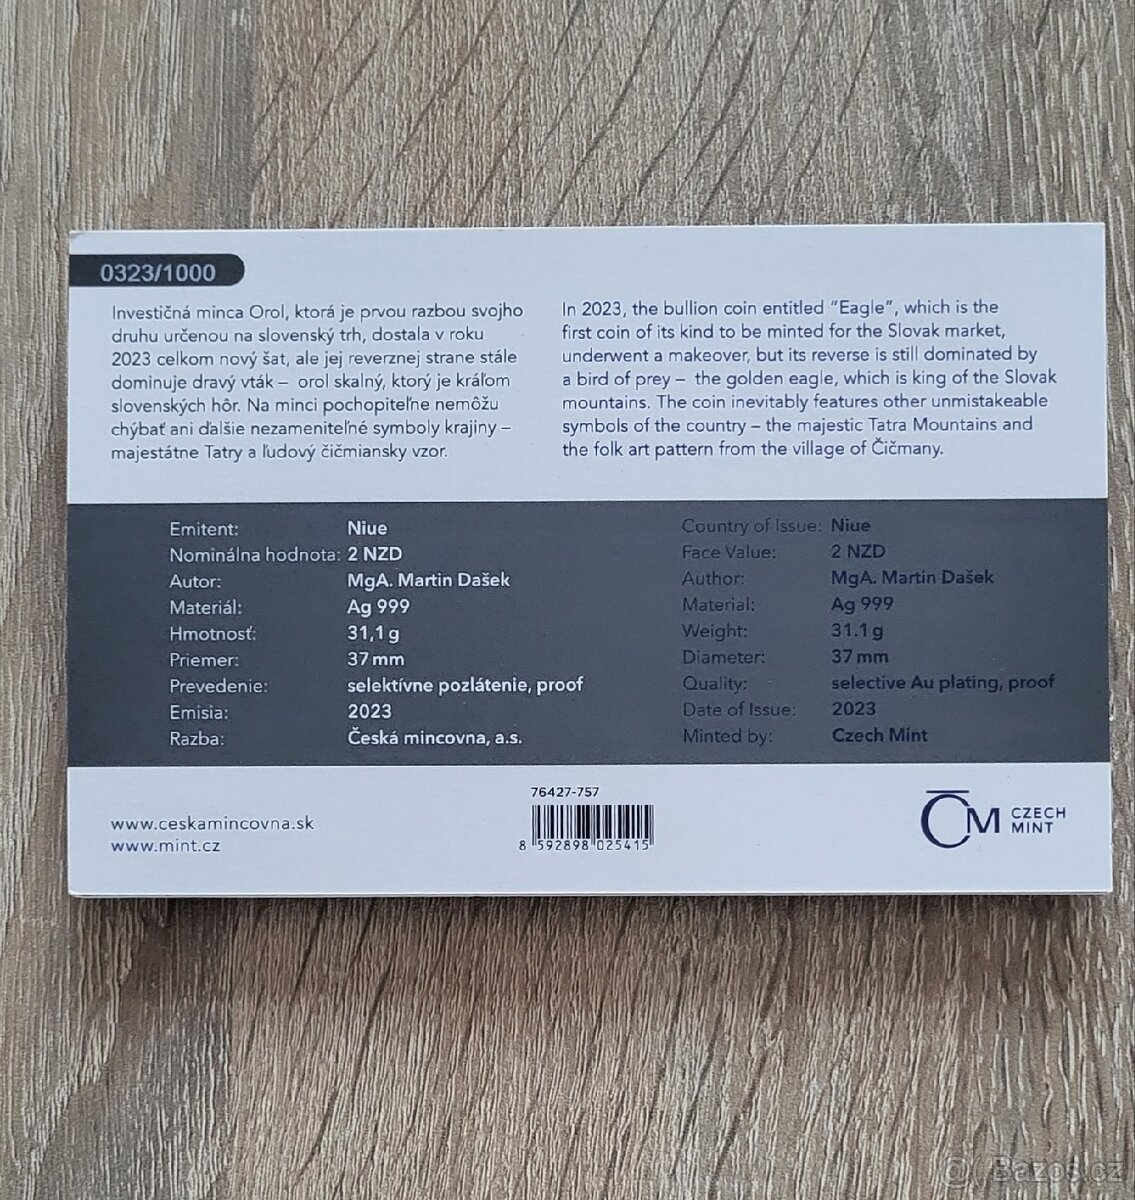 0323/1000
Investičná minca Orol, ktorá je prvou razbou svojho
druhu určenou na slovenský trh, dostala v roku
2023 celkom nový šat, ale jej reverznej strane stále
dominuje dravý vták – orol skalný, ktorý je kráľom
slovenských hôr. Na minci pochopiteľne nemôžu
chýbať ani ďalšie nezameniteľné symboly krajiny –
majestátne Tatry a ľudový čičmiansky vzor.
In 2023, the bullion coin entitled “Eagle”, which is the
first coin of its kind to be minted for the Slovak market,
underwent a makeover, but its reverse is still dominated by
a bird of prey – the golden eagle, which is king of the Slovak
mountains. The coin inevitably features other unmistakeable
symbols of the country – the majestic Tatra Mountains and
the folk art pattern from the village of Čičmany.
Emitent: Niue
Nominálna hodnota: 2 NZD
Autor: MgA. Martin Dašek
Materiál: Ag 999
Hmotnosť: 31,1 g
Priemer: 37 mm
Prevedenie: selektívne pozlátenie, proof
Emisia: 2023
Razba: Česká mincovna, a.s.
Country of Issue: Niue
Face Value: 2 NZD
Author: MgA. Martin Dašek
Material: Ag 999
Weight: 31.1 g
Diameter: 37 mm
Quality: selective Au plating, proof
Date of Issue: 2023
Minted by: Czech Mint
www.ceskamincovna.sk
www.mint.cz
76427-757
8 592898 025415
CM CZECH
MINT
@ Bazos.cz